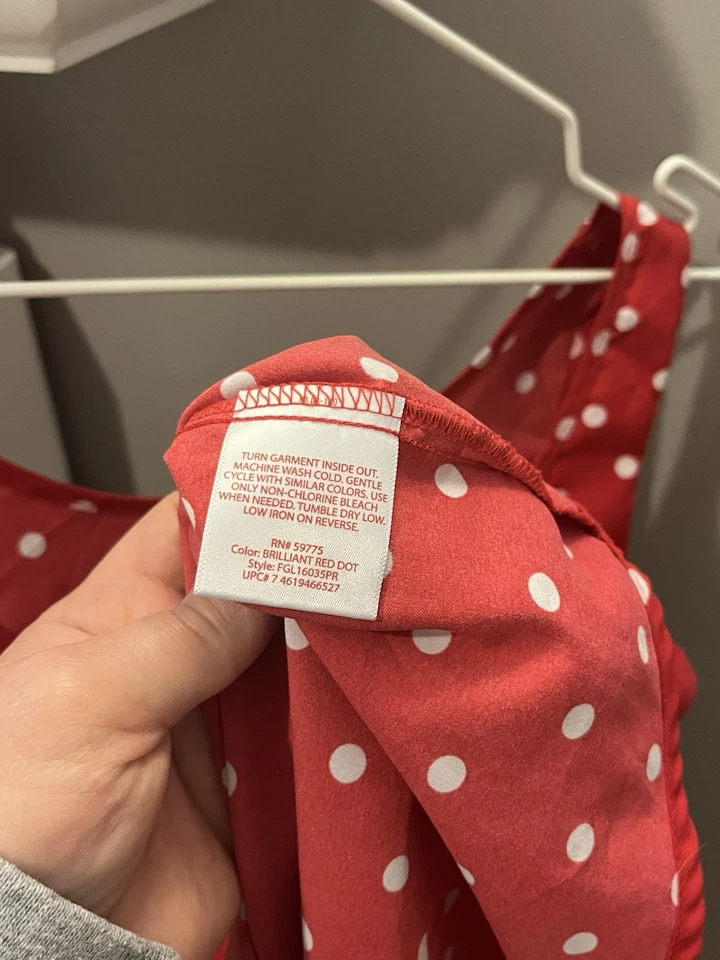 TURN GARMENT INSIDE OUT,
MACHINE WASH COLD. GENTLE
CYCLE WITH SIMILAR COLORS. USE
ONLY NON-CHLORINE BLEACH
WHEN NEEDED. TUMBLE DRY LOW.
LOW IRON ON REVERSE.
RN# 59775
Color: BRILLIANT RED DOT
Style: FGL16035PR
UPC# 7 4619466527